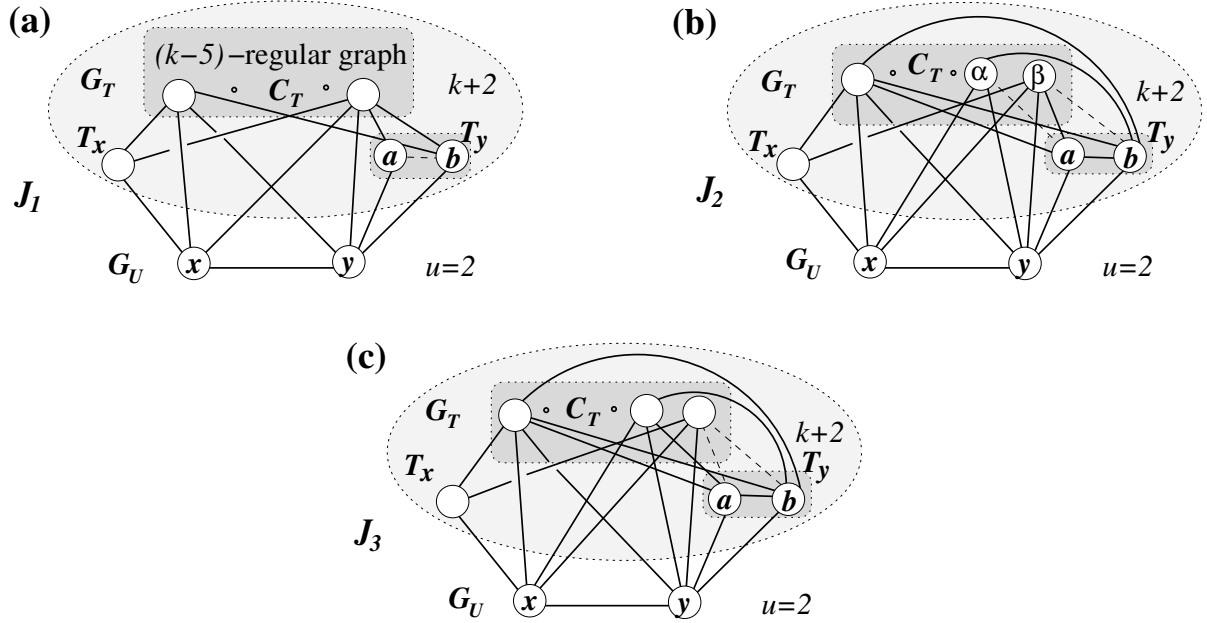 (a)
(k−5)−regular graph
G_T
C_T
k+2
T_x
T_y
a
b
J_1
G_U
x
y
u=2
(b)
G_T
C_T
α
β
k+2
T_x
T_y
a
b
J_2
G_U
x
y
u=2
(c)
G_T
C_T
k+2
T_x
T_y
a
b
J_3
G_U
x
y
u=2